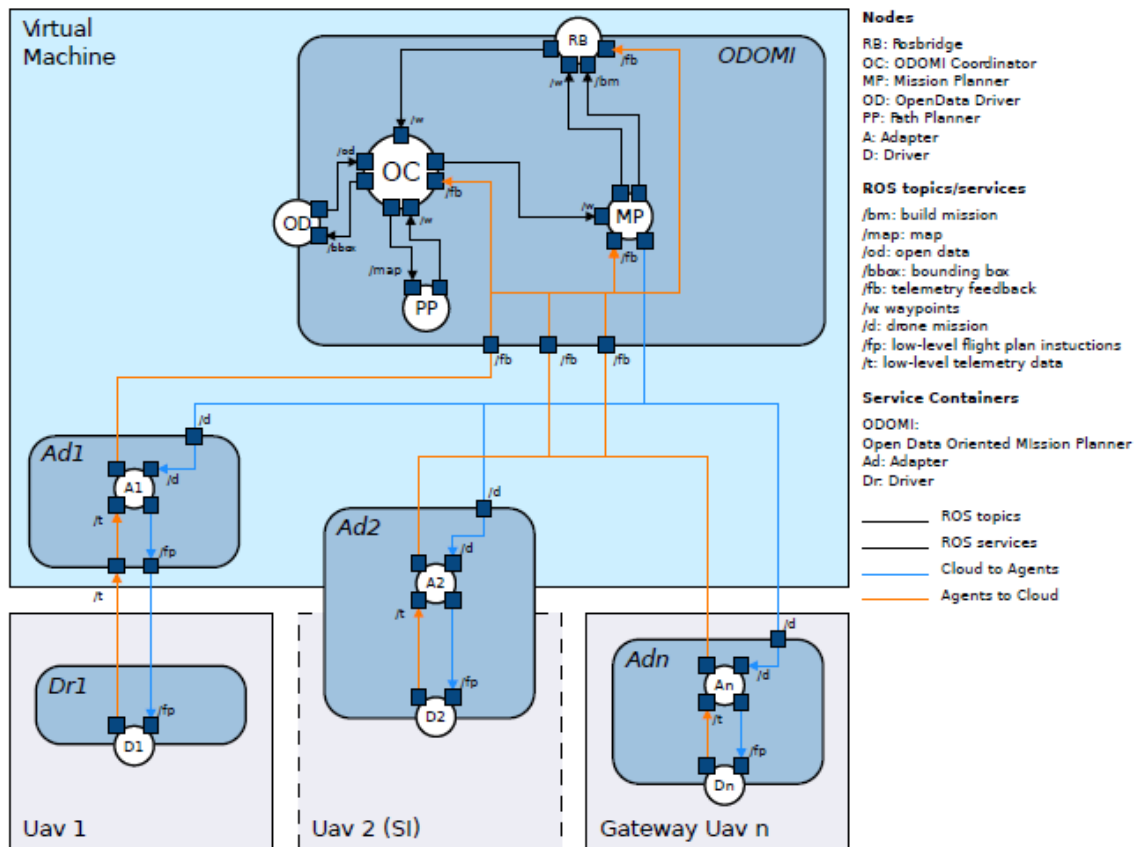 Virtual
Machine
ODOMI
RB
/fb
/w
/bm
/w
/od
OC
/fb
/w
MP
OD
/bbox
/w
/fb
/map
PP
/fb
/fb
/fb
/d
Ad1
A1
/d
/t
/fp
/t
/d
Ad2
/d
A2
/t
/fp
D2
/d
Adn
An
/d
/t
/fp
Dn
Dr1
/fp
D1
Uav 1
Uav 2 (SI)
Gateway Uav n
Nodes
RB: Rosbridge
OC: ODOMI Coordinator
MP: Mission Planner
OD: OpenData Driver
PP: Path Planner
A: Adapter
D: Driver
ROS topics/services
/bm: build mission
/map: map
/od: open data
/bbox: bounding box
/fb: telemetry feedback
/w: waypoints
/d: drone mission
/fp: low-level flight plan instuctions
/t: low-level telemetry data
Service Containers
ODOMI:
Open Data Oriented Mission Planner
Ad: Adapter
Dr: Driver
ROS topics
ROS services
Cloud to Agents
Agents to Cloud